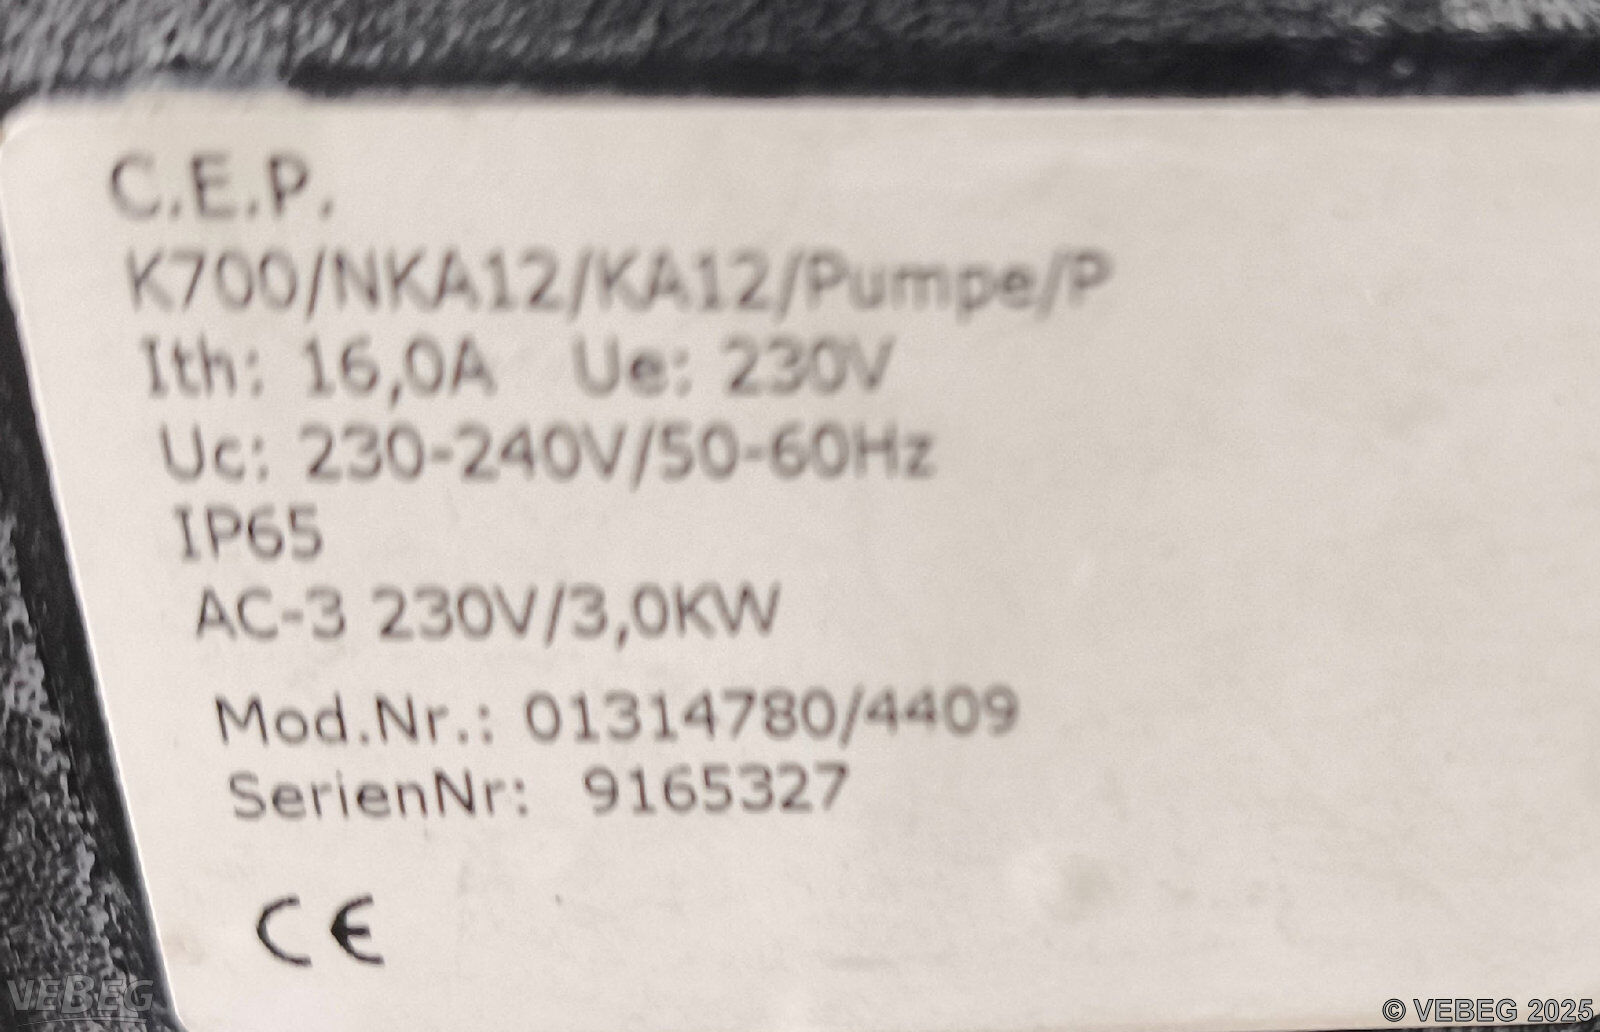 C.E.P.
K700/NKA12/KA12/Pumpe/P
Ith: 16,0A Ue: 230V
Uc: 230-240V/50-60Hz
IP65
AC-3 230V/3,0KW
Mod.Nr.: 01314780/4409
SerienNr: 9165327
CE
VEBEG
© VEBEG 2025